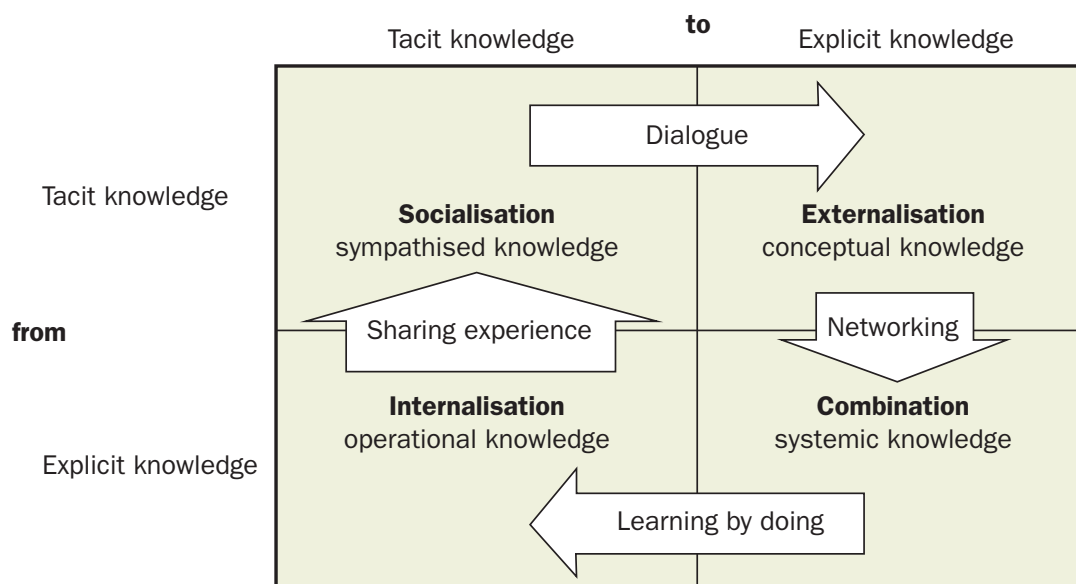 to
Tacit knowledge
Explicit knowledge
Dialogue
Tacit knowledge
Socialisation
sympathised knowledge
Externalisation
conceptual knowledge
from
Sharing experience
Networking
Internalisation
operational knowledge
Combination
systemic knowledge
Explicit knowledge
Learning by doing